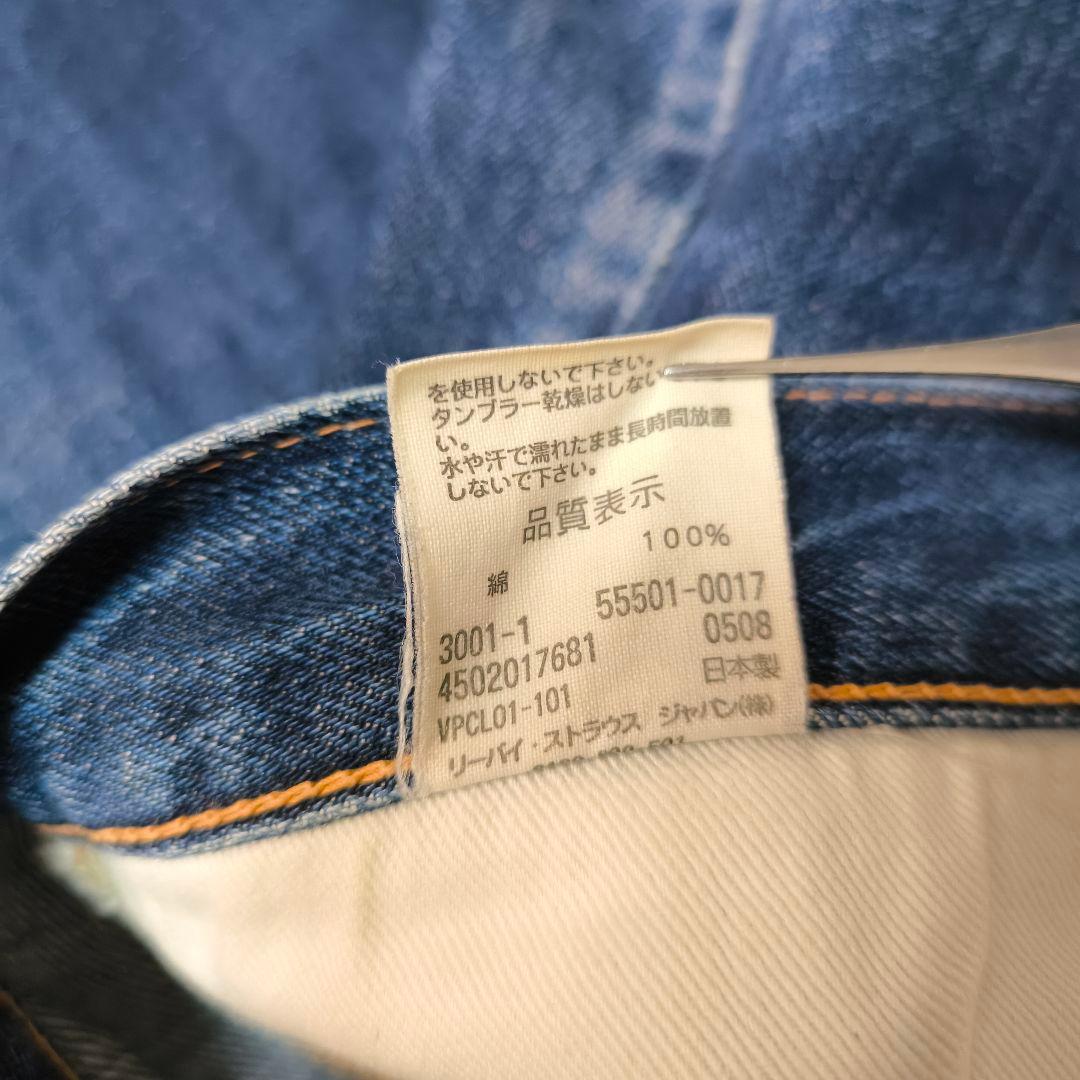 を使用しないで下さい。
タンブラー乾燥はしない
い。
水や汗で濡れたまま長時間放置
しないで下さい。
品質表示
綿 100%
3001-1 55501-0017
4502017681 0508
VPCL01-101 日本製
リーバイ・ストラウス ジャパン(株)